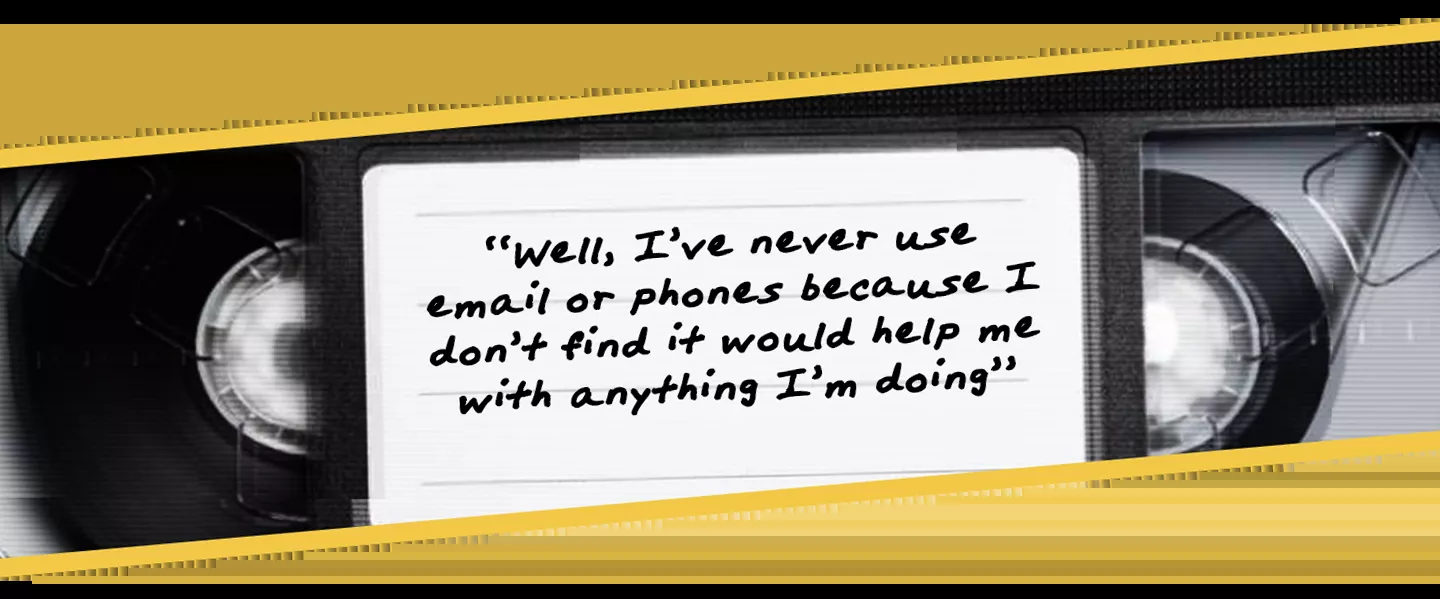 “Well, I’ve never use
email or phones because I
don’t find it would help me
with anything I’m doing”